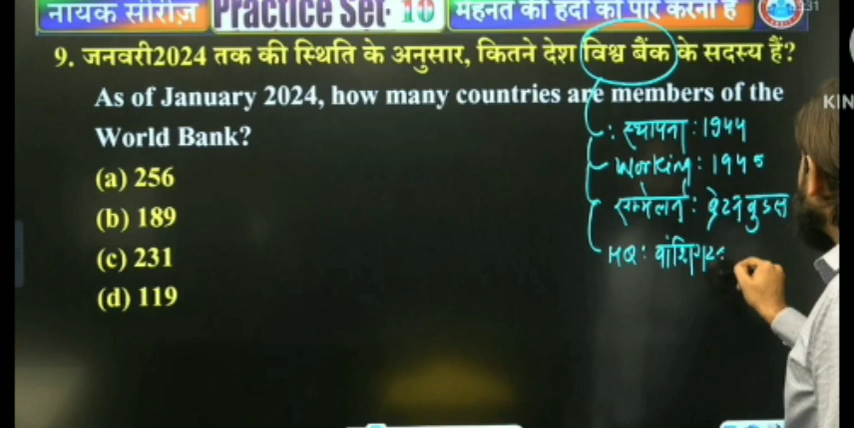 नायक सीरीज़ Practice Set- 10 मेहनत की हदों को पार करना है
9. जनवरी2024 तक की स्थिति के अनुसार, कितने देश विश्व बैंक के सदस्य हैं?
As of January 2024, how many countries are members of the
World Bank?
(a) 256
(b) 189
(c) 231
(d) 119
: स्थापना : 1944
Working : 1945
सम्मेलन : ब्रेटनवुड्स
HQ : वाशिंगटन
KIN